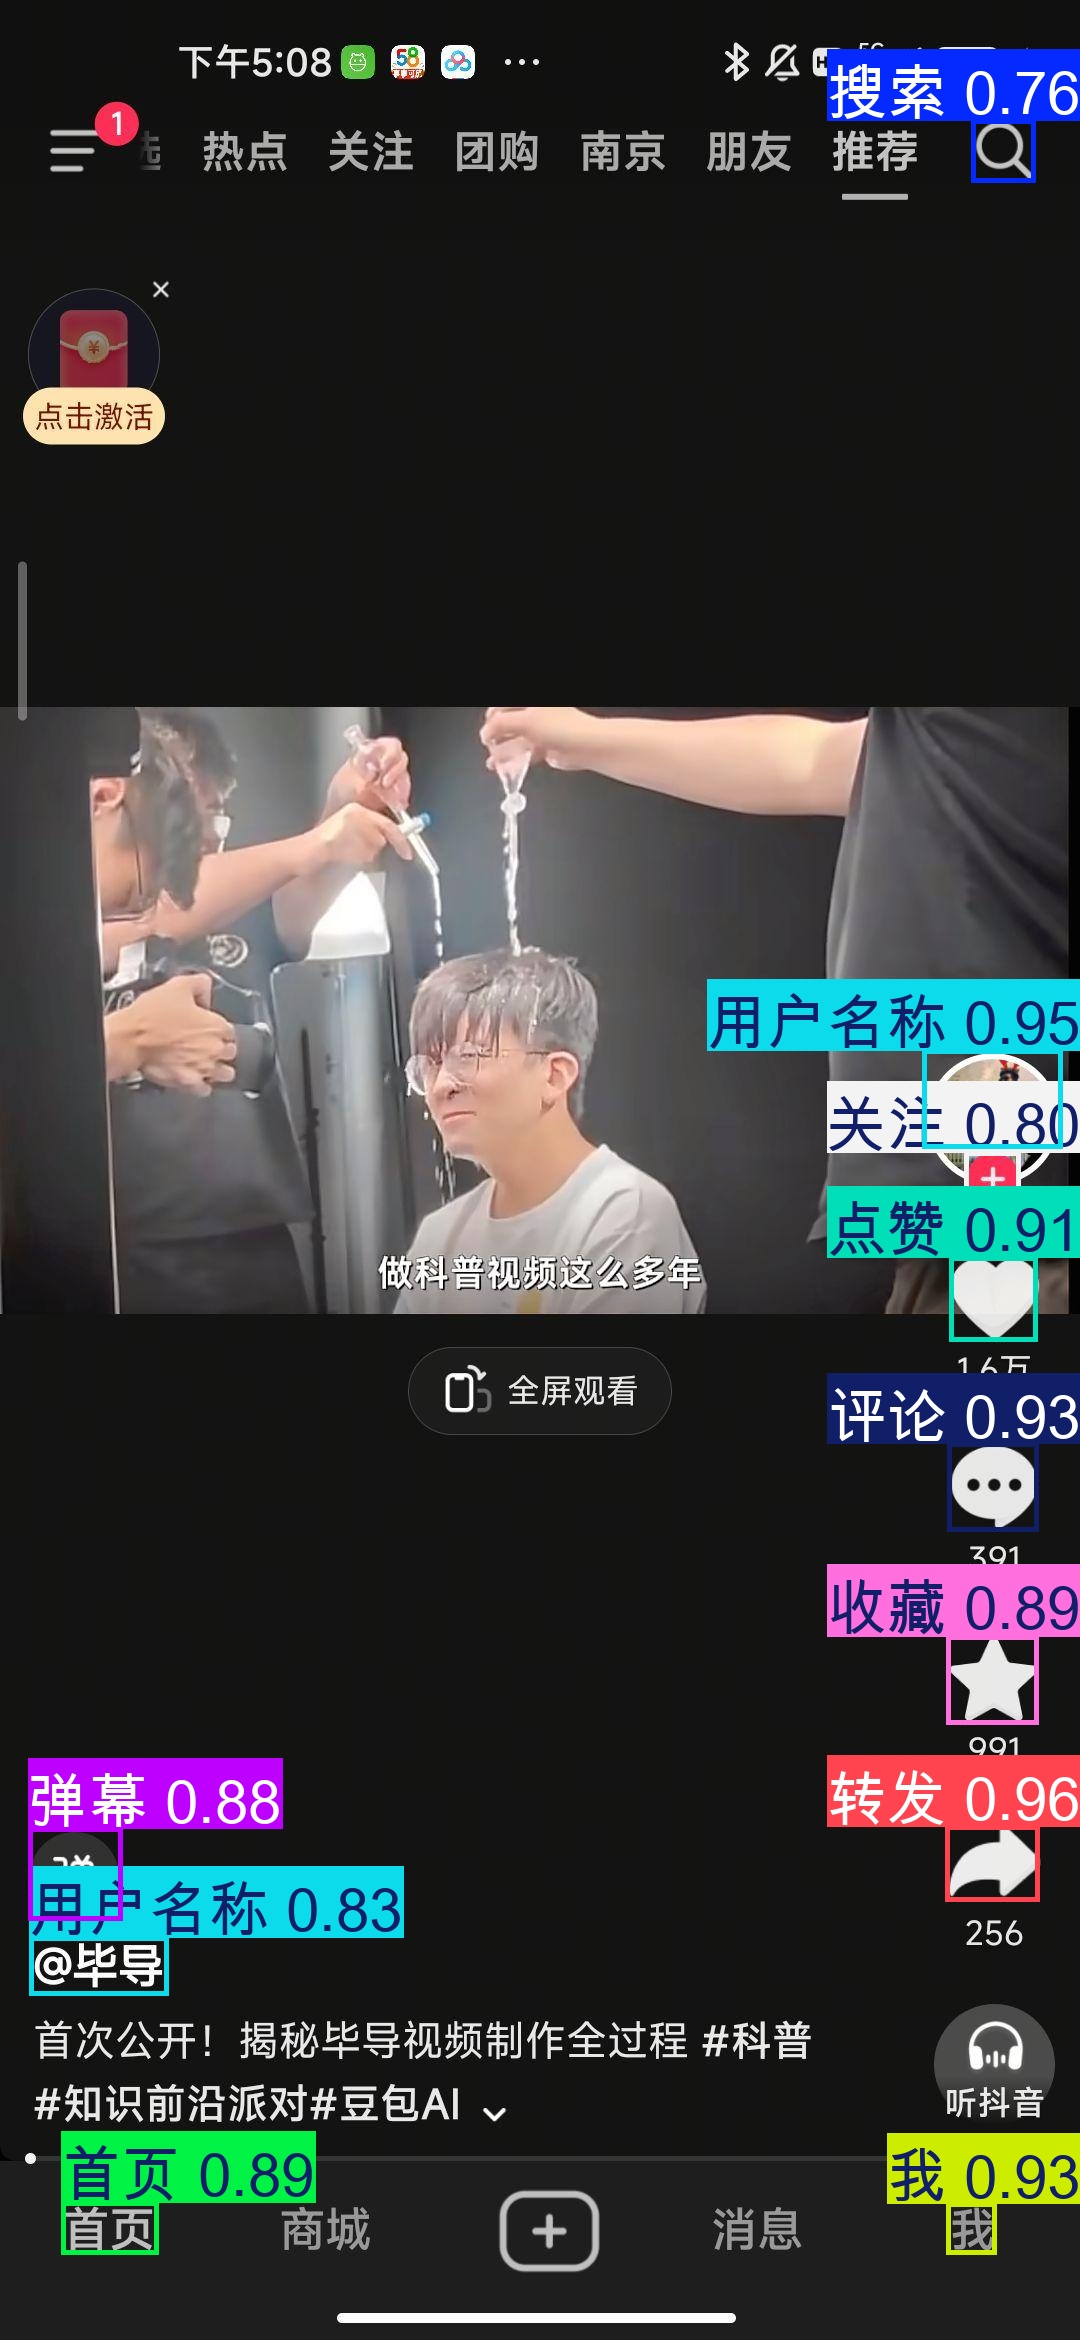 下午5:08
58
···
搜索 0.76
1
选 热点 关注 团购 南京 朋友 推荐
点击激活
用户名称 0.95
关注 0.80
点赞 0.91
做科普视频这么多年
1.6万
全屏观看
评论 0.93
391
收藏 0.89
991
弹幕 0.88
转发 0.96
用户名称 0.83
256
@毕导
首次公开！揭秘毕导视频制作全过程 #科普
#知识前沿派对#豆包AI
听抖音
首页 0.89
我 0.93
首页 商城 消息 我